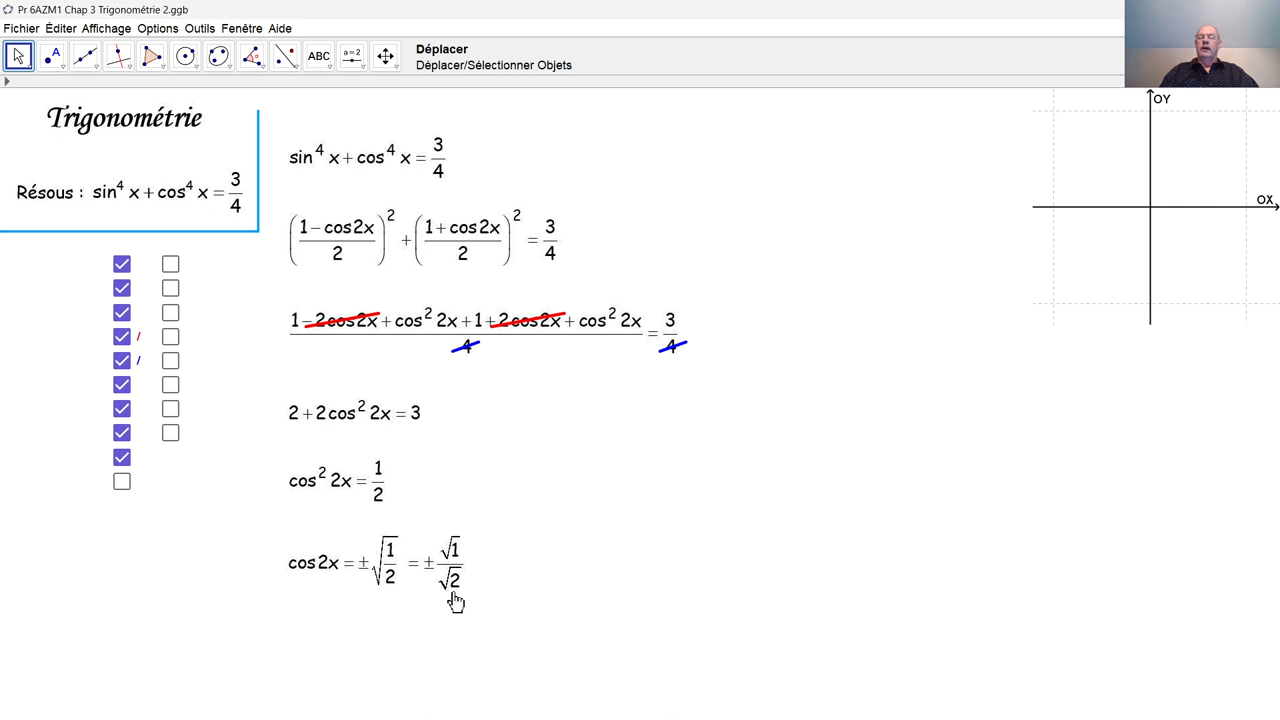 Pr 6AZM1 Chap 3 Trigonométrie 2.ggb
Fichier Éditer Affichage Options Outils Fenêtre Aide
A ABC a=2 Déplacer
Déplacer/Sélectionner Objets
Trigonométrie
Résous : sin⁴ x + cos⁴ x = 3/4
sin⁴ x + cos⁴ x = 3/4
((1 − cos2x)/2)² + ((1 + cos2x)/2)² = 3/4
(1 − 2cos2x + cos² 2x + 1 + 2cos2x + cos² 2x)/4 = 3/4
2 + 2cos² 2x = 3
cos² 2x = 1/2
cos2x = ±√(1/2) = ± √1/√2
/
/
OY
OX